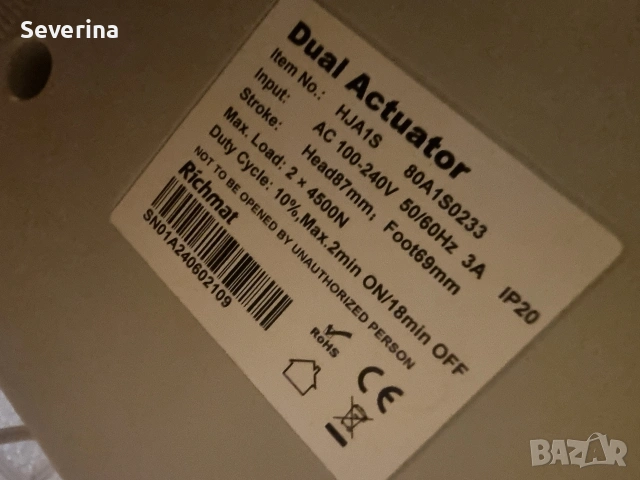 Severina
Dual Actuator
Item No.: HJA1S 80A1S0233
Input: AC 100-240V 50/60Hz 3A IP20
Stroke: Head87mm; Foot69mm
Max. Load: 2 × 4500N
Duty Cycle: 10%,Max.2min ON/18min OFF
NOT TO BE OPENED BY UNAUTHORIZED PERSON
Richmat
SN01A240602109
RoHS
CE
BAZAR